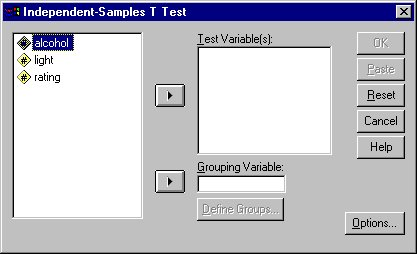 Independent-Samples T Test
alcohol
light
rating
Test Variable(s):
Grouping Variable:
Define Groups...
OK
Paste
Reset
Cancel
Help
Options...